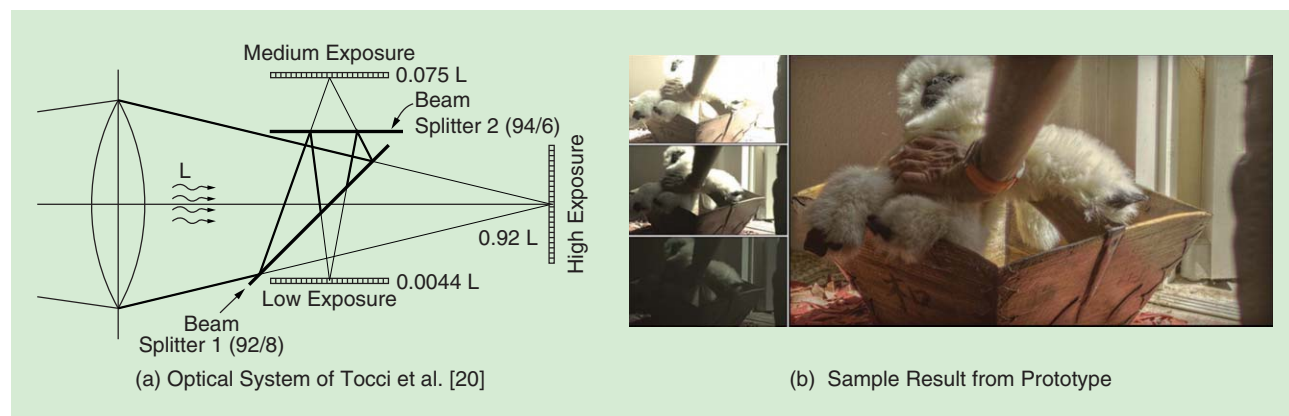 Medium Exposure
0.075 L
Beam
Splitter 2 (94/6)
L
High Exposure
0.92 L
0.0044 L
Low Exposure
Beam
Splitter 1 (92/8)
(a) Optical System of Tocci et al. [20]
(b) Sample Result from Prototype